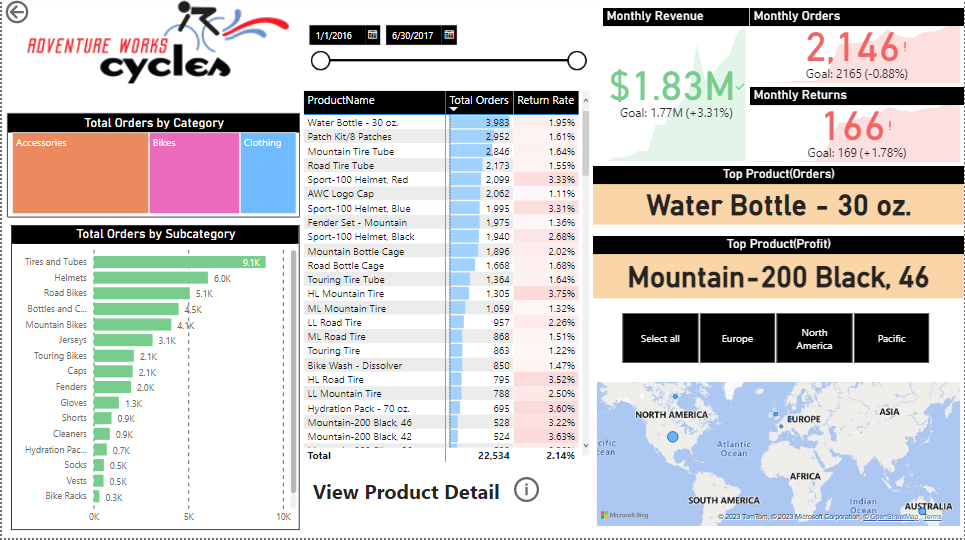 ADVENTURE WORKS
cycles
1/1/2016 6/30/2017
Monthly Revenue
$1.83M
Goal: 1.77M (+3.31%)
Monthly Orders
2,146!
Goal: 2165 (-0.88%)
Monthly Returns
166!
Goal: 169 (+1.78%)
Top Product(Orders)
Water Bottle - 30 oz.
Top Product(Profit)
Mountain-200 Black, 46
Select all
Europe
North
America
Pacific
Total Orders by Category
Accessories Bikes Clothing
Total Orders by Subcategory
Tires and Tubes 9.1K
Helmets 6.0K
Road Bikes 5.1K
Bottles and C... 4.5K
Mountain Bikes 4.1K
Jerseys 3.1K
Touring Bikes 2.1K
Caps 2.1K
Fenders 2.0K
Gloves 1.3K
Shorts 0.9K
Cleaners 0.9K
Hydration Pac... 0.7K
Socks 0.5K
Vests 0.5K
Bike Racks 0.3K
0K 5K 10K
ProductName Total Orders Return Rate
Water Bottle - 30 oz. 3,983 1.95%
Patch Kit/8 Patches 2,952 1.61%
Mountain Tire Tube 2,846 1.64%
Road Tire Tube 2,173 1.55%
Sport-100 Helmet, Red 2,099 3.33%
AWC Logo Cap 2,062 1.11%
Sport-100 Helmet, Blue 1,995 3.31%
Fender Set - Mountain 1,975 1.36%
Sport-100 Helmet, Black 1,940 2.68%
Mountain Bottle Cage 1,896 2.02%
Road Bottle Cage 1,668 1.68%
Touring Tire Tube 1,364 1.64%
HL Mountain Tire 1,305 3.75%
ML Mountain Tire 1,059 1.32%
LL Road Tire 957 2.26%
ML Road Tire 868 1.51%
Touring Tire 863 1.22%
Bike Wash - Dissolver 850 1.47%
HL Road Tire 795 3.52%
LL Mountain Tire 788 2.50%
Hydration Pack - 70 oz. 695 3.60%
Mountain-200 Black, 46 528 3.22%
Mountain-200 Black, 42 524 3.63%
Total 22,534 2.14%
View Product Detail
NORTH AMERICA
EUROPE
ASIA
cific
Atlantic
Ocean
AFRICA
SOUTH AMERICA
Indian
Ocean
AUSTRALIA
Microsoft Bing
© 2023 TomTom, © 2023 Microsoft Corporation, © OpenStreetMap Terms